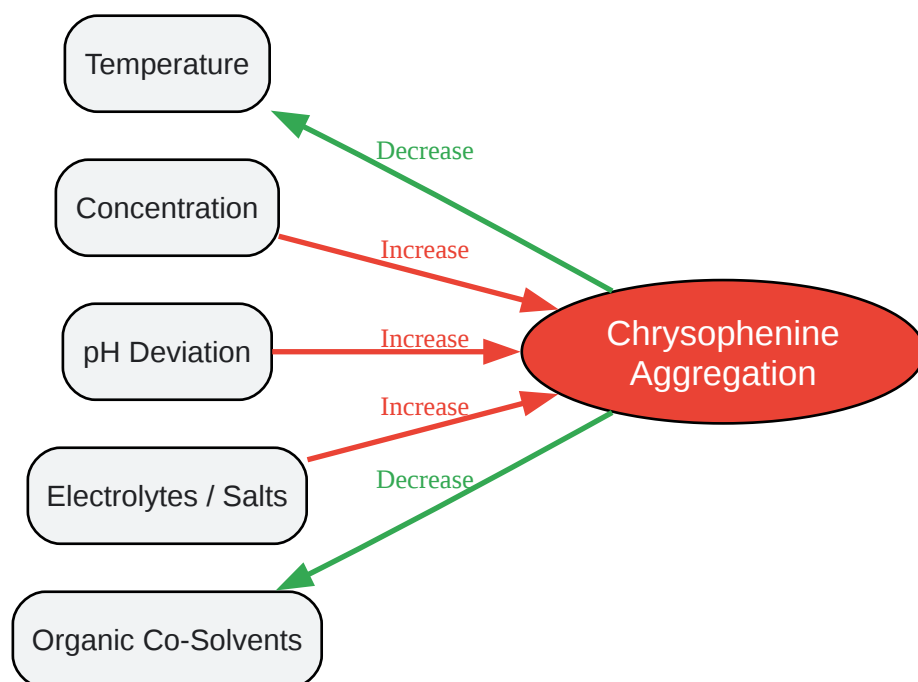 Temperature
Decrease
Concentration
Increase
pH Deviation
Increase
Chrysophenine
Aggregation
Increase
Electrolytes / Salts
Decrease
Organic Co-Solvents